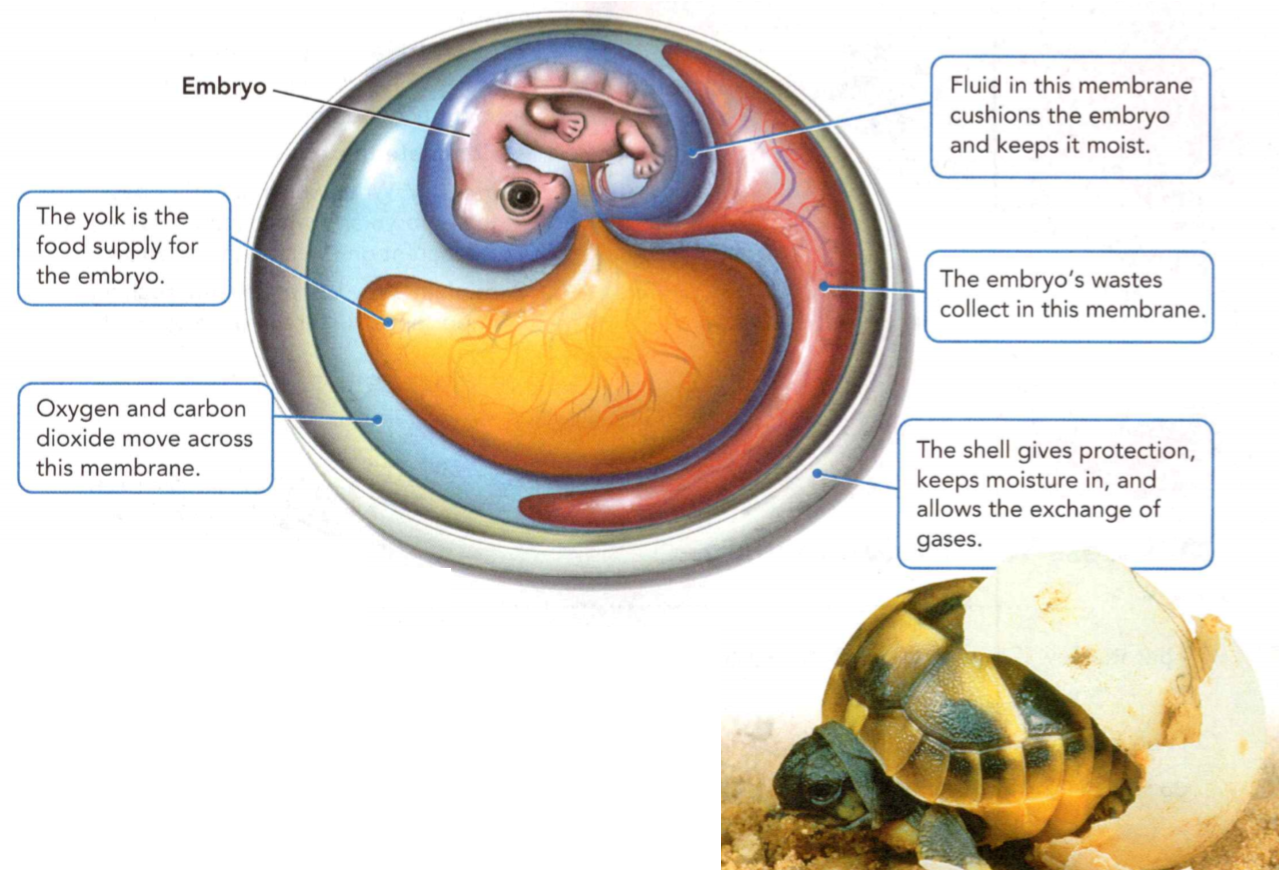 Embryo
Fluid in this membrane
cushions the embryo
and keeps it moist.
The yolk is the
food supply for
the embryo.
The embryo's wastes
collect in this membrane.
Oxygen and carbon
dioxide move across
this membrane.
The shell gives protection,
keeps moisture in, and
allows the exchange of
gases.